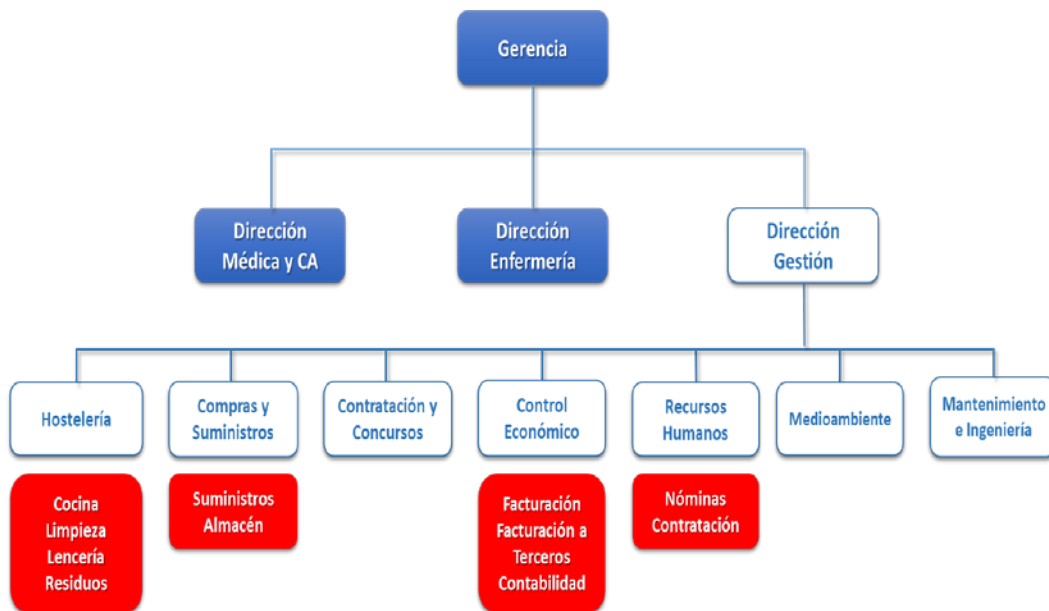 Gerencia
Dirección
Médica y CA
Dirección
Enfermería
Dirección
Gestión
Hostelería
Compras y
Suministros
Contratación y
Concursos
Control
Económico
Recursos
Humanos
Medioambiente
Mantenimiento
e Ingeniería
Cocina
Limpieza
Lencería
Residuos
Suministros
Almacén
Facturación
Facturación a
Terceros
Contabilidad
Nóminas
Contratación